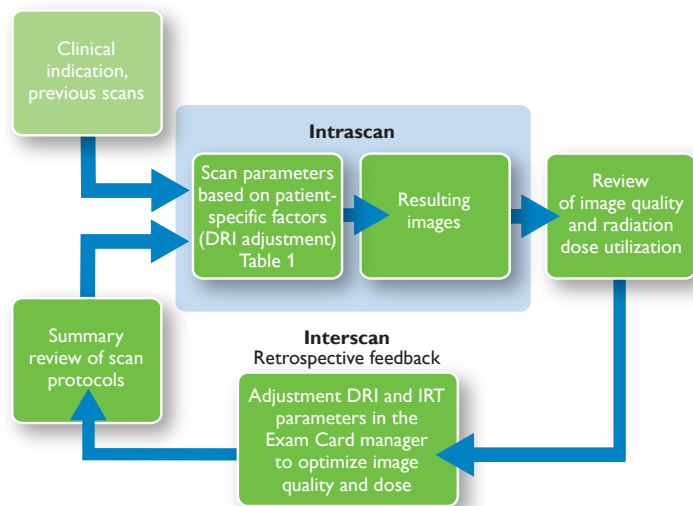 Clinical
indication,
previous scans
Intrascan
Scan parameters
based on patient-
specific factors
(DRI adjustment)
Table 1
Resulting
images
Review
of image quality
and radiation
dose utilization
Summary
review of scan
protocols
Interscan
Retrospective feedback
Adjustment DRI and IRT
parameters in the
Exam Card manager
to optimize image
quality and dose